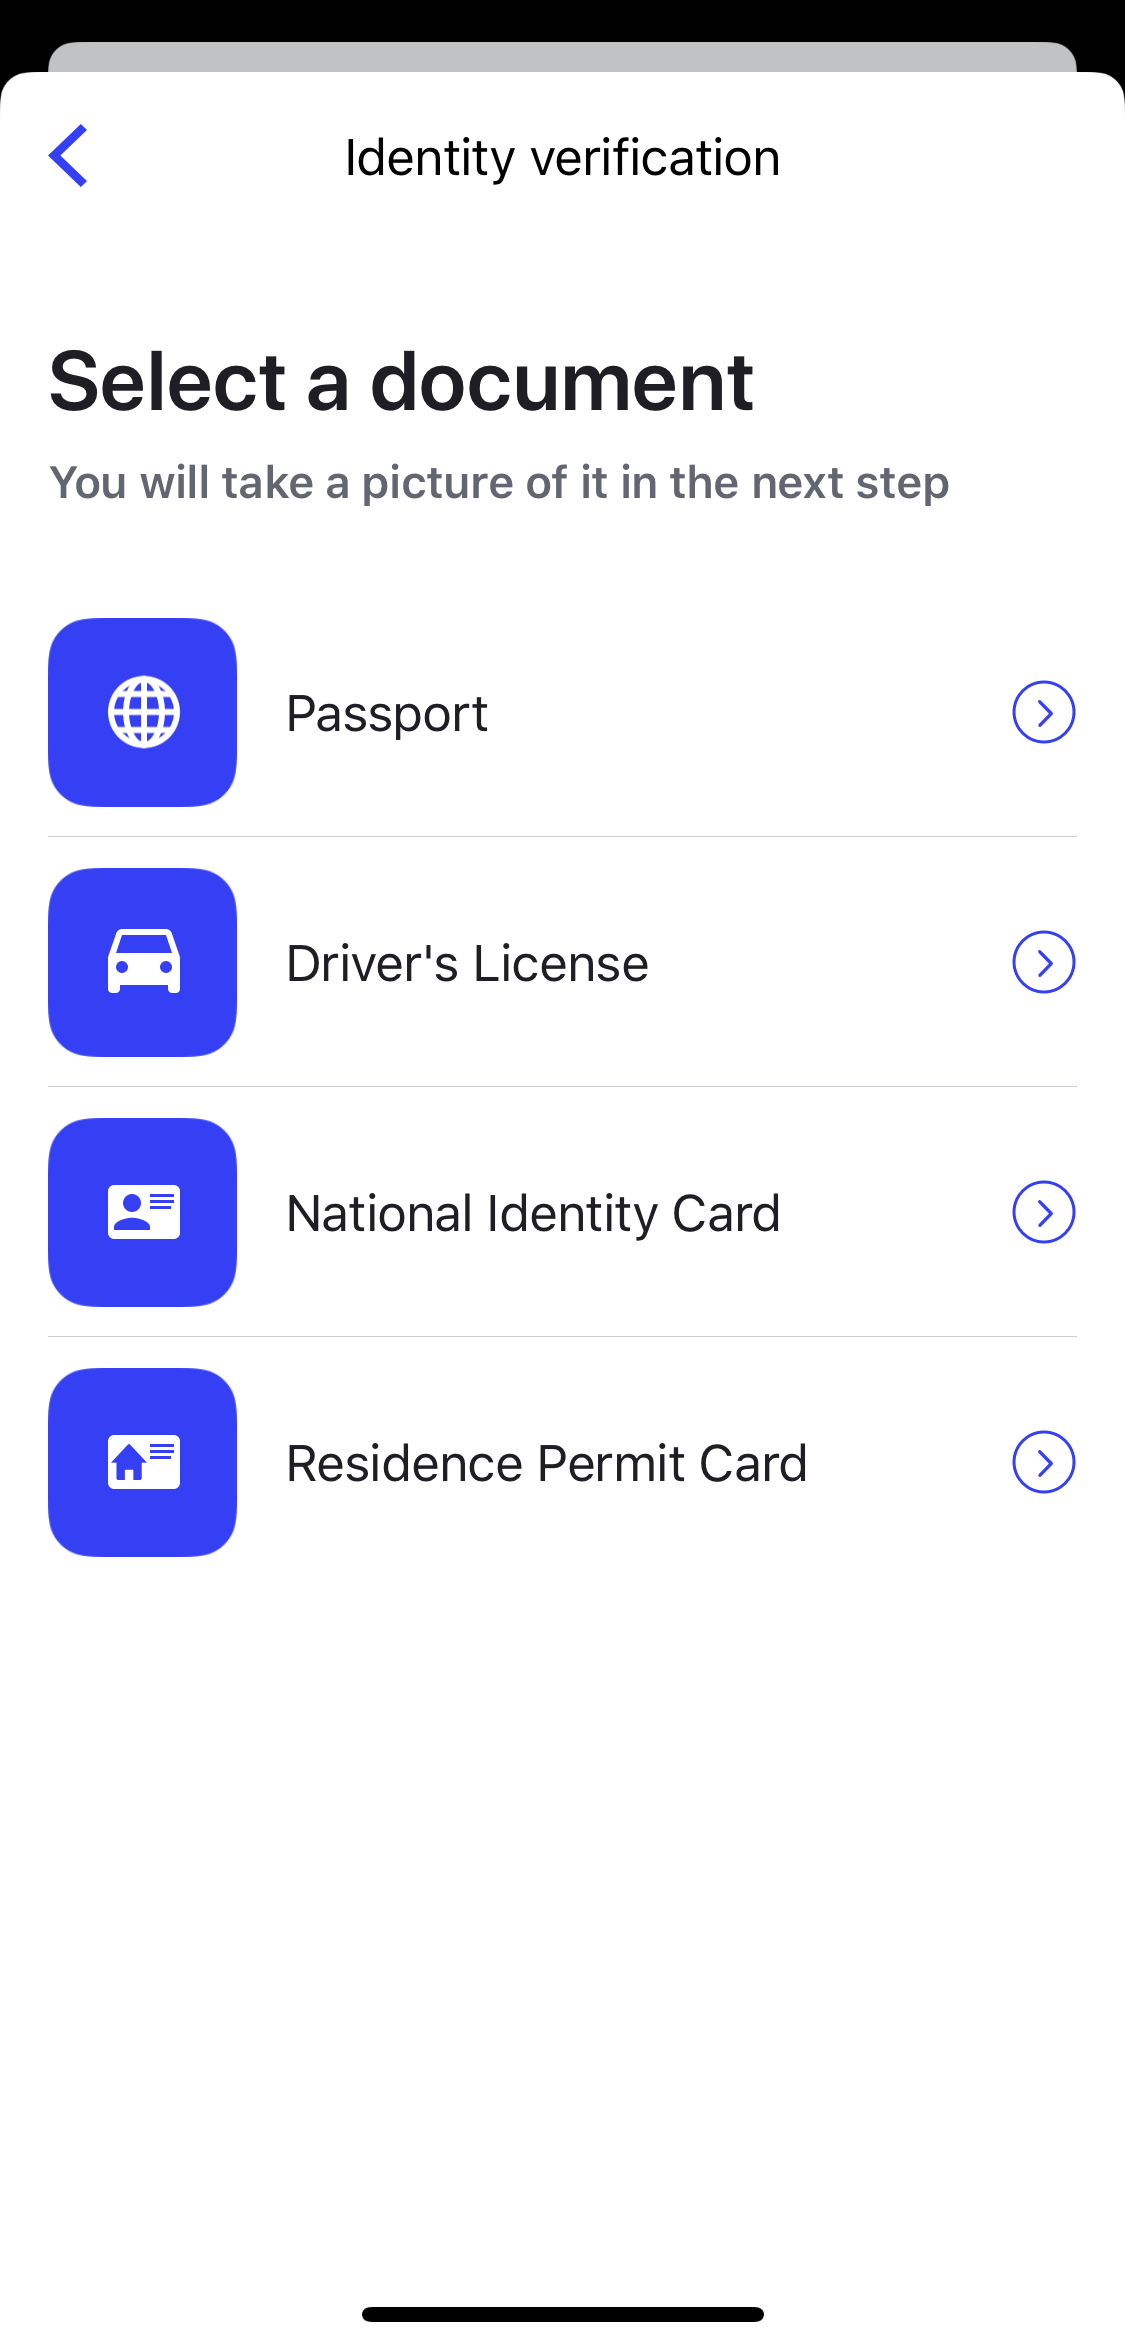 Identity verification
Select a document
You will take a picture of it in the next step
Passport
Driver's License
National Identity Card
Residence Permit Card